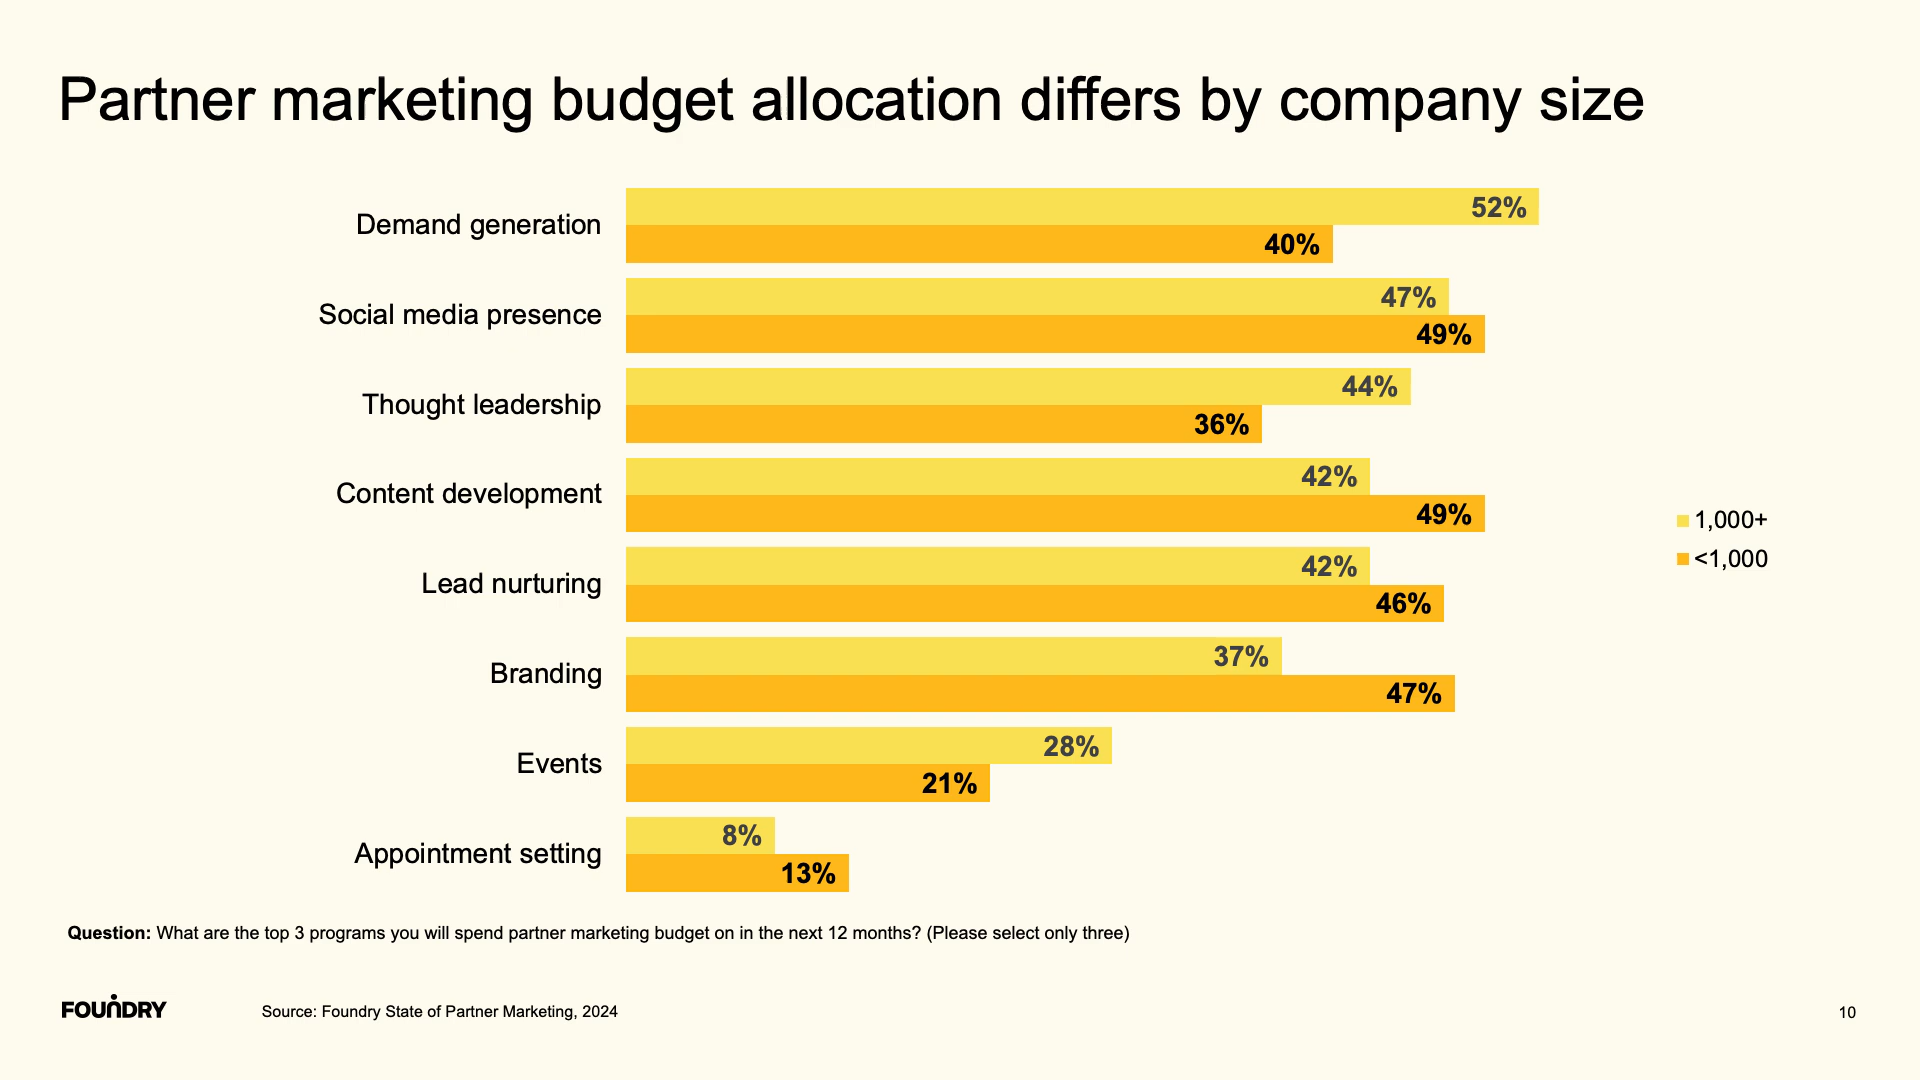 Partner marketing budget allocation differs by company size
Demand generation
52%
40%
Social media presence
47%
49%
Thought leadership
44%
36%
Content development
42%
49%
Lead nurturing
42%
46%
Branding
37%
47%
Events
28%
21%
Appointment setting
8%
13%
1,000+
<1,000
Question: What are the top 3 programs you will spend partner marketing budget on in the next 12 months? (Please select only three)
FOUNDRY
Source: Foundry State of Partner Marketing, 2024
10